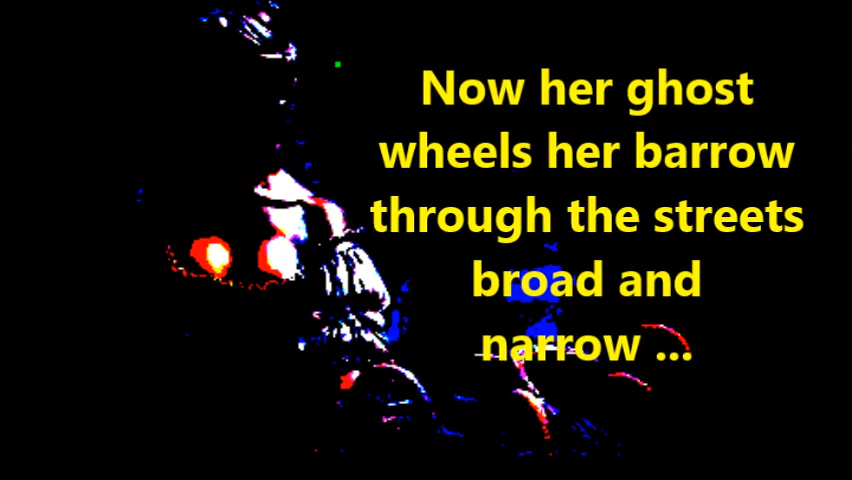 Now her ghost
wheels her barrow
through the streets
broad and
narrow ...